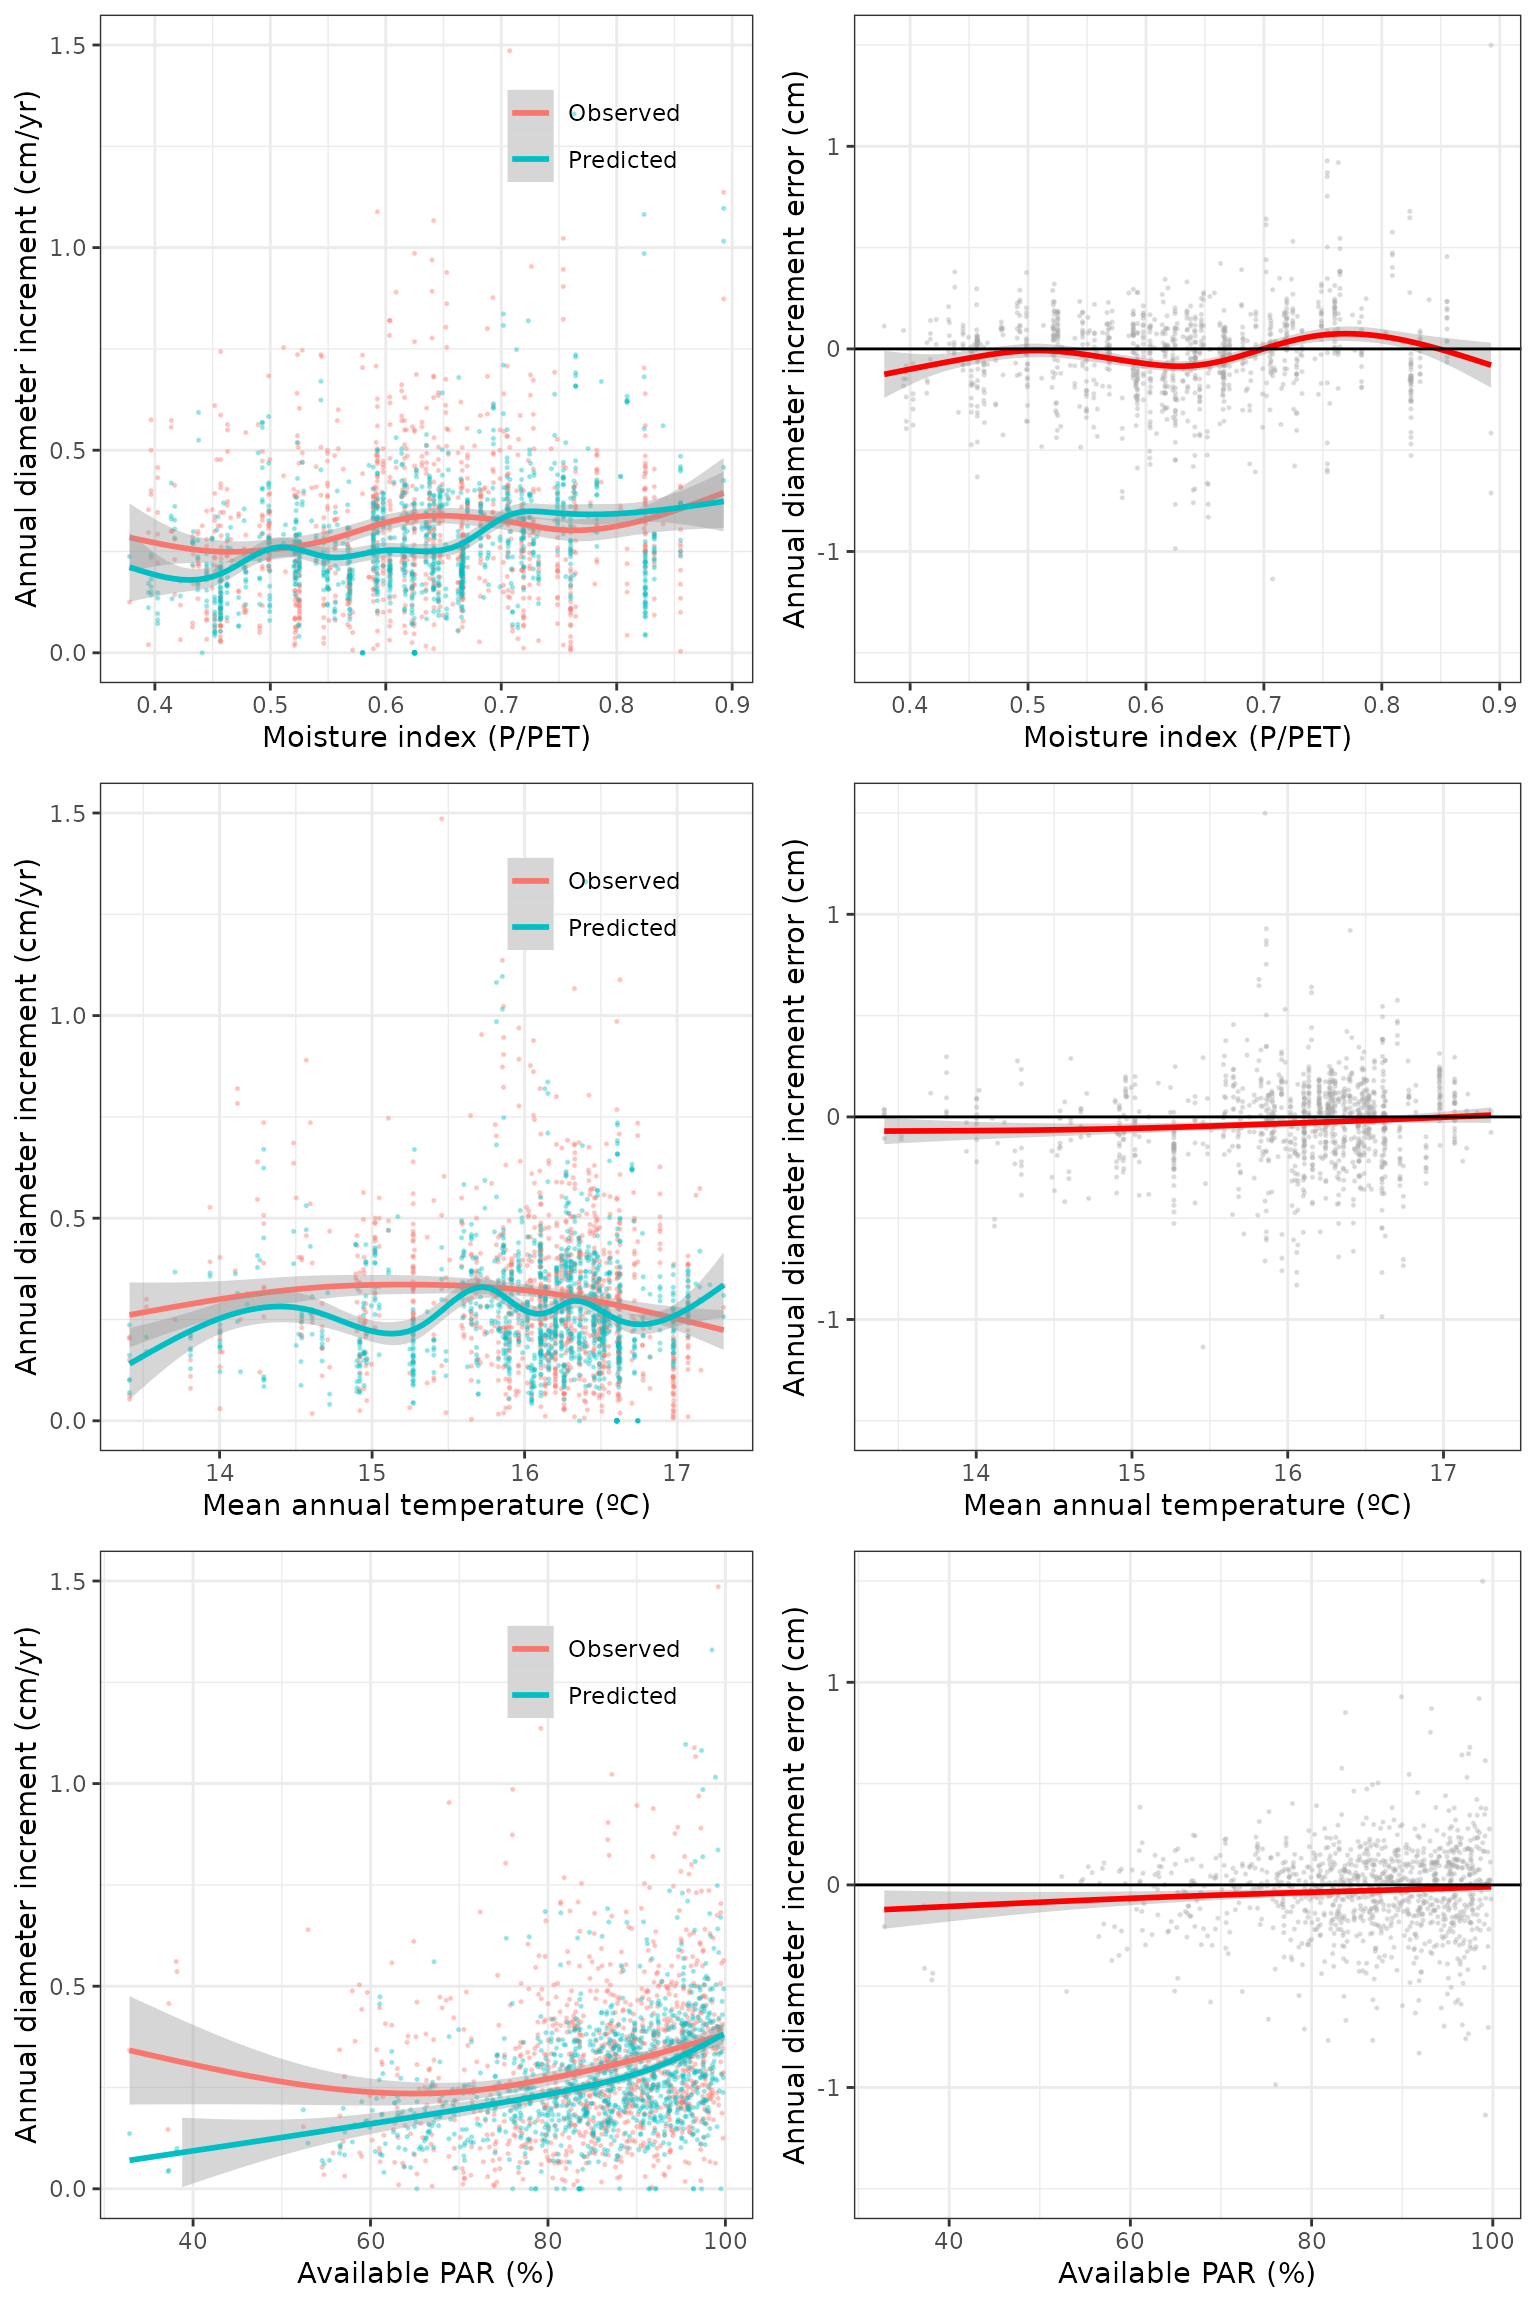 Annual diameter increment (cm/yr)
1.5
1.0
0.5
0.0
Observed
Predicted
0.4 0.5 0.6 0.7 0.8 0.9
Moisture index (P/PET)
Annual diameter increment error (cm)
1
0
-1
0.4 0.5 0.6 0.7 0.8 0.9
Moisture index (P/PET)
Annual diameter increment (cm/yr)
1.5
1.0
0.5
0.0
Observed
Predicted
14 15 16 17
Mean annual temperature (ºC)
Annual diameter increment error (cm)
1
0
-1
14 15 16 17
Mean annual temperature (ºC)
Annual diameter increment (cm/yr)
1.5
1.0
0.5
0.0
Observed
Predicted
40 60 80 100
Available PAR (%)
Annual diameter increment error (cm)
1
0
-1
40 60 80 100
Available PAR (%)